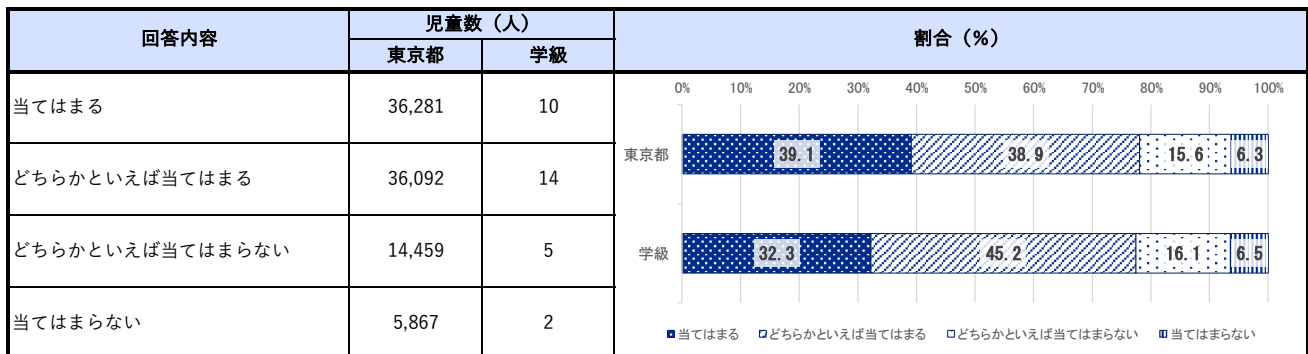 回答内容 児童数（人） 割合（％）
東京都 学級
当てはまる 36,281 10
どちらかといえば当てはまる 36,092 14
どちらかといえば当てはまらない 14,459 5
当てはまらない 5,867 2
0% 10% 20% 30% 40% 50% 60% 70% 80% 90% 100%
東京都 39.1 38.9 15.6 6.3
学級 32.3 45.2 16.1 6.5
当てはまる どちらかといえば当てはまる どちらかといえば当てはまらない 当てはまらない